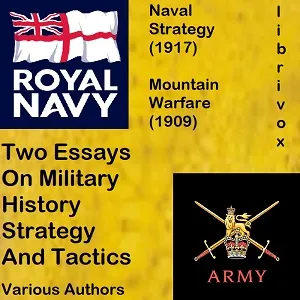 ROYAL
NAVY
Naval
Strategy
(1917)
Mountain
Warfare
(1909)
librivox
Two Essays
On Military
History
Strategy
And Tactics
Various Authors
ARMY